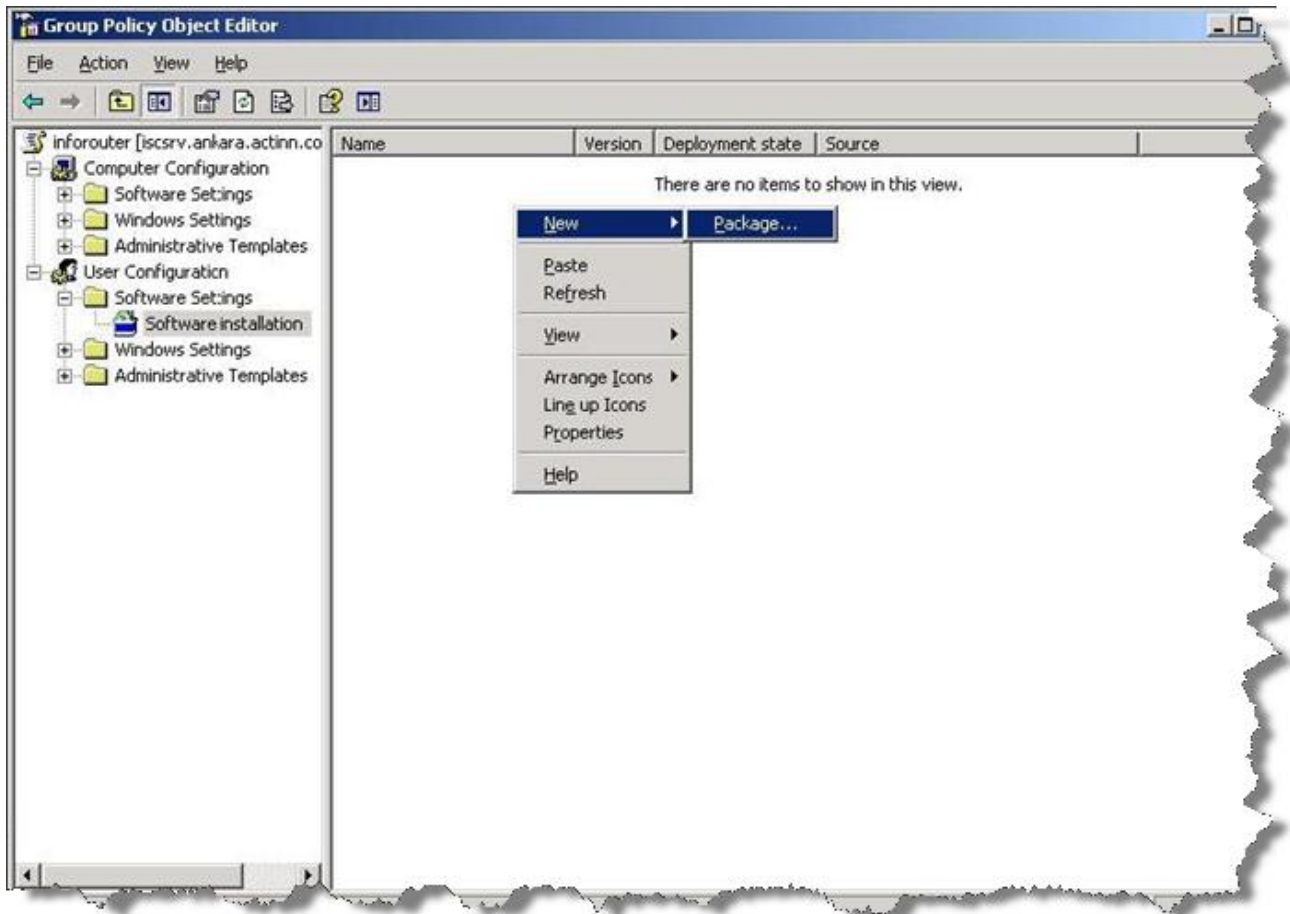 Group Policy Object Editor
File Action View Help
inforouter [iscsrv.ankara.actinn.co
Computer Configuration
Software Settings
Windows Settings
Administrative Templates
User Configuration
Software Settings
Software installation
Windows Settings
Administrative Templates
Name Version Deployment state Source
There are no items to show in this view.
New Package...
Paste
Refresh
View
Arrange Icons
Line up Icons
Properties
Help